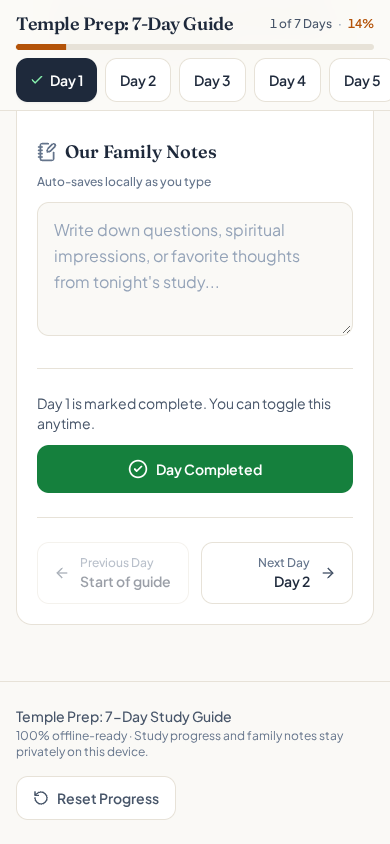 Temple Prep: 7-Day Guide
1 of 7 Days · 14%
Day 1
Day 2
Day 3
Day 4
Day 5
Our Family Notes
Auto-saves locally as you type
Write down questions, spiritual
impressions, or favorite thoughts
from tonight's study...
Day 1 is marked complete. You can toggle this
anytime.
Day Completed
Previous Day
Start of guide
Next Day
Day 2
Temple Prep: 7–Day Study Guide
100% offline-ready · Study progress and family notes stay
privately on this device.
Reset Progress